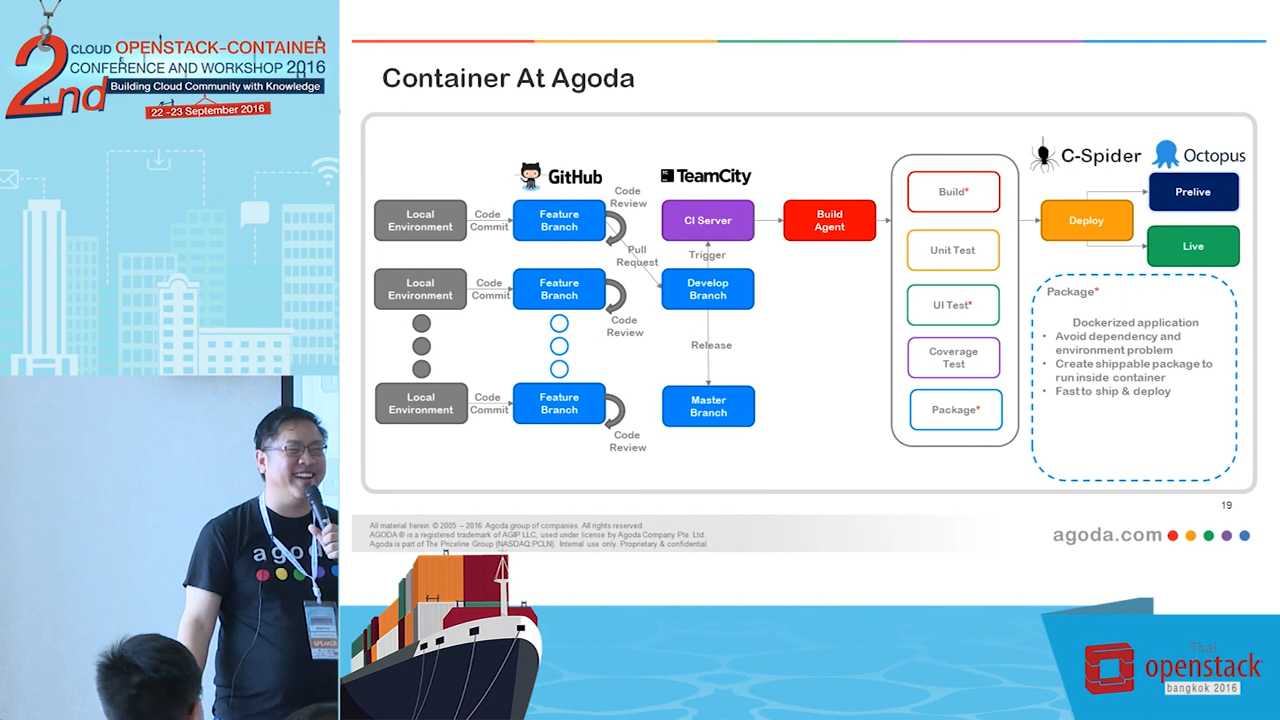 2nd
CLOUD OPENSTACK-CONTAINER
CONFERENCE AND WORKSHOP 2016
Building Cloud Community with Knowledge
22 -23 September 2016
Container At Agoda
GitHub
TeamCity
C-Spider
Octopus
Local
Environment
Code
Commit
Feature
Branch
Code
Review
Pull
Request
CI Server
Trigger
Build
Agent
Build*
Unit Test
UI Test*
Coverage
Test
Package*
Deploy
Prelive
Live
Local
Environment
Code
Commit
Feature
Branch
Code
Review
Develop
Branch
Release
Local
Environment
Code
Commit
Feature
Branch
Code
Review
Master
Branch
Package*
Dockerized application
• Avoid dependency and
environment problem
• Create shippable package to
run inside container
• Fast to ship & deploy
19
All material herein © 2005 – 2016 Agoda group of companies. All rights reserved.
AGODA ® is a registered trademark of AGIP LLC, used under license by Agoda Company Pte. Ltd.
Agoda is part of The Priceline Group (NASDAQ:PCLN). Internal use only. Proprietary & confidential.
agoda.com
agod
SPEAKER
Thai
openstack
bangkok 2016